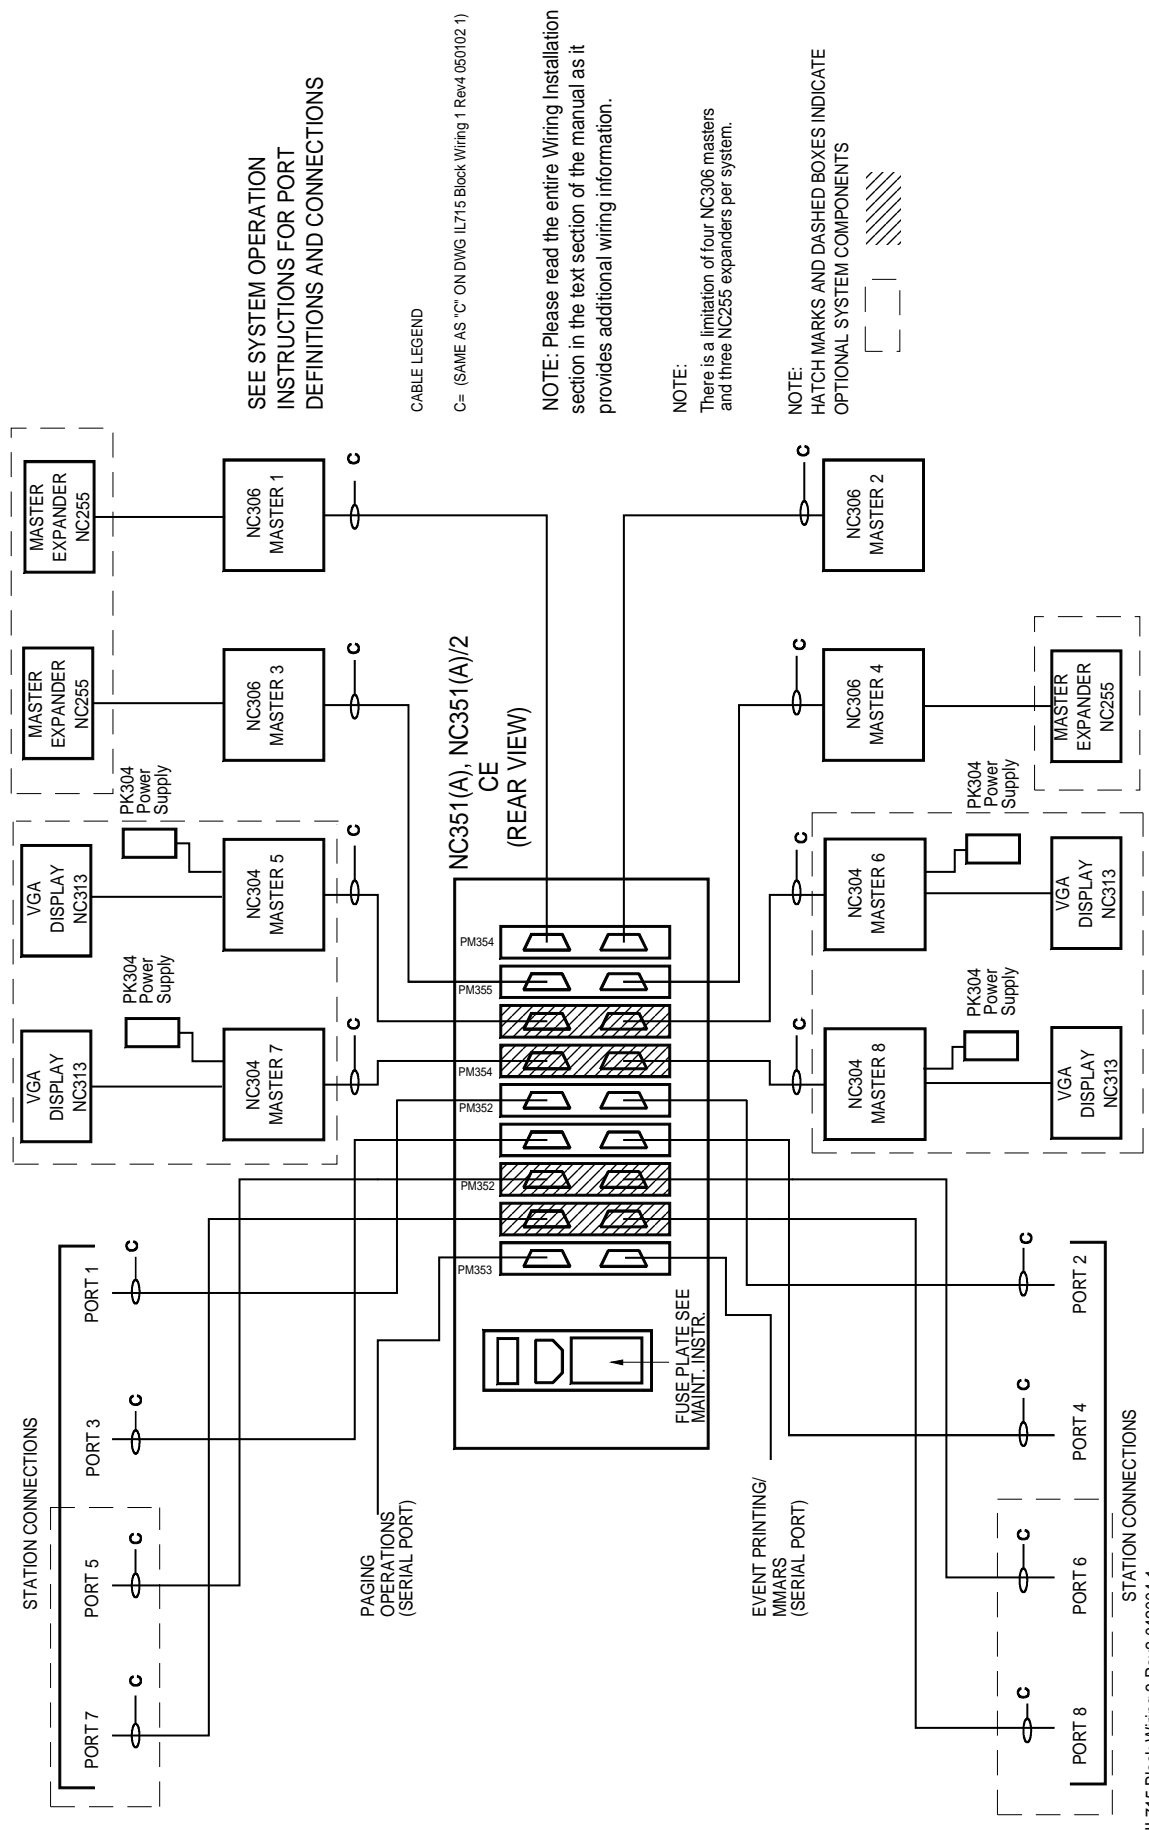 STATION CONNECTIONS
PORT 7
PORT 5
PORT 3
PORT 1
C
C
C
C
VGA
DISPLAY
NC313
VGA
DISPLAY
NC313
MASTER
EXPANDER
NC255
MASTER
EXPANDER
NC255
PK304
Power
Supply
PK304
Power
Supply
NC304
MASTER 7
NC304
MASTER 5
NC306
MASTER 3
NC306
MASTER 1
C
C
C
C
SEE SYSTEM OPERATION
INSTRUCTIONS FOR PORT
DEFINITIONS AND CONNECTIONS
PAGING
OPERATIONS
(SERIAL PORT)
CABLE LEGEND
C= (SAME AS "C" ON DWG IL715 Block Wiring 1 Rev4 050102 1)
NC351(A), NC351(A)/2
CE
(REAR VIEW)
PM353
PM352
PM352
PM354
PM355
PM354
FUSE PLATE SEE
MAINT. INSTR.
NOTE: Please read the entire Wiring Installation
section in the text section of the manual as it
provides additional wiring information.
NOTE:
There is a limitation of four NC306 masters
and three NC255 expanders per system.
EVENT PRINTING/
MMARS
(SERIAL PORT)
NOTE:
HATCH MARKS AND DASHED BOXES INDICATE
OPTIONAL SYSTEM COMPONENTS
C
C
C
C
NC304
MASTER 8
NC304
MASTER 6
NC306
MASTER 4
NC306
MASTER 2
PK304
Power
Supply
PK304
Power
Supply
VGA
DISPLAY
NC313
VGA
DISPLAY
NC313
MASTER
EXPANDER
NC255
C
C
C
C
PORT 8
PORT 6
PORT 4
PORT 2
STATION CONNECTIONS